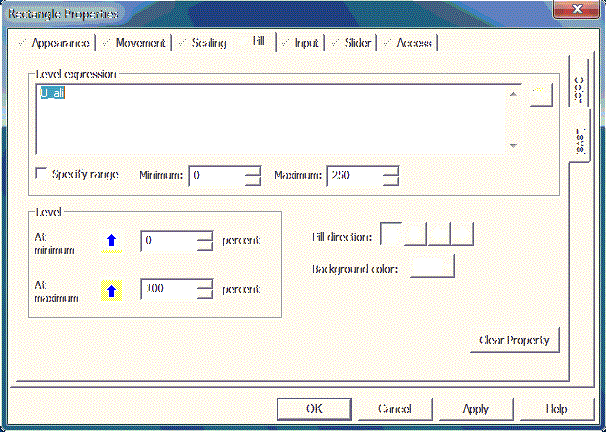 Rectangle Properties
Appearance Movement Scaling Fill Input Slider Access
Level expression
U_ali
Specify range Minimum: 0 Maximum: 250
Level
At minimum 0 percent
At maximum 100 percent
Fill direction:
Background color:
Clear Property
OK Cancel Apply Help